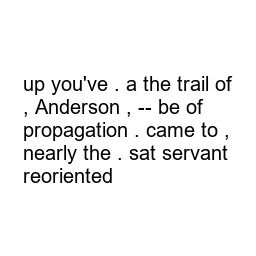 up you've . a the trail of
, Anderson , -- be of
propagation . came to ,
nearly the . sat servant
reoriented